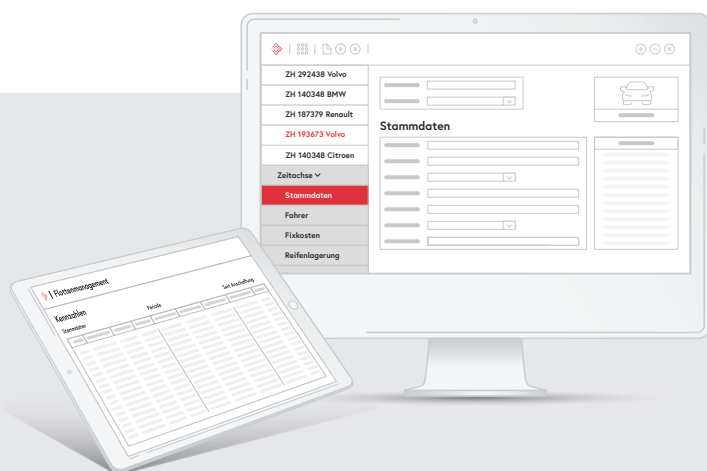 ZH 292438 Volvo
ZH 140348 BMW
ZH 187379 Renault
ZH 193673 Volvo
ZH 140348 Citroen
Zeitachse
Stammdaten
Fahrer
Fixkosten
Reifenlagerung
Stammdaten
| Flottenmanagement
Kennzahlen
Stammdaten
Periode
Seit Anschaffung